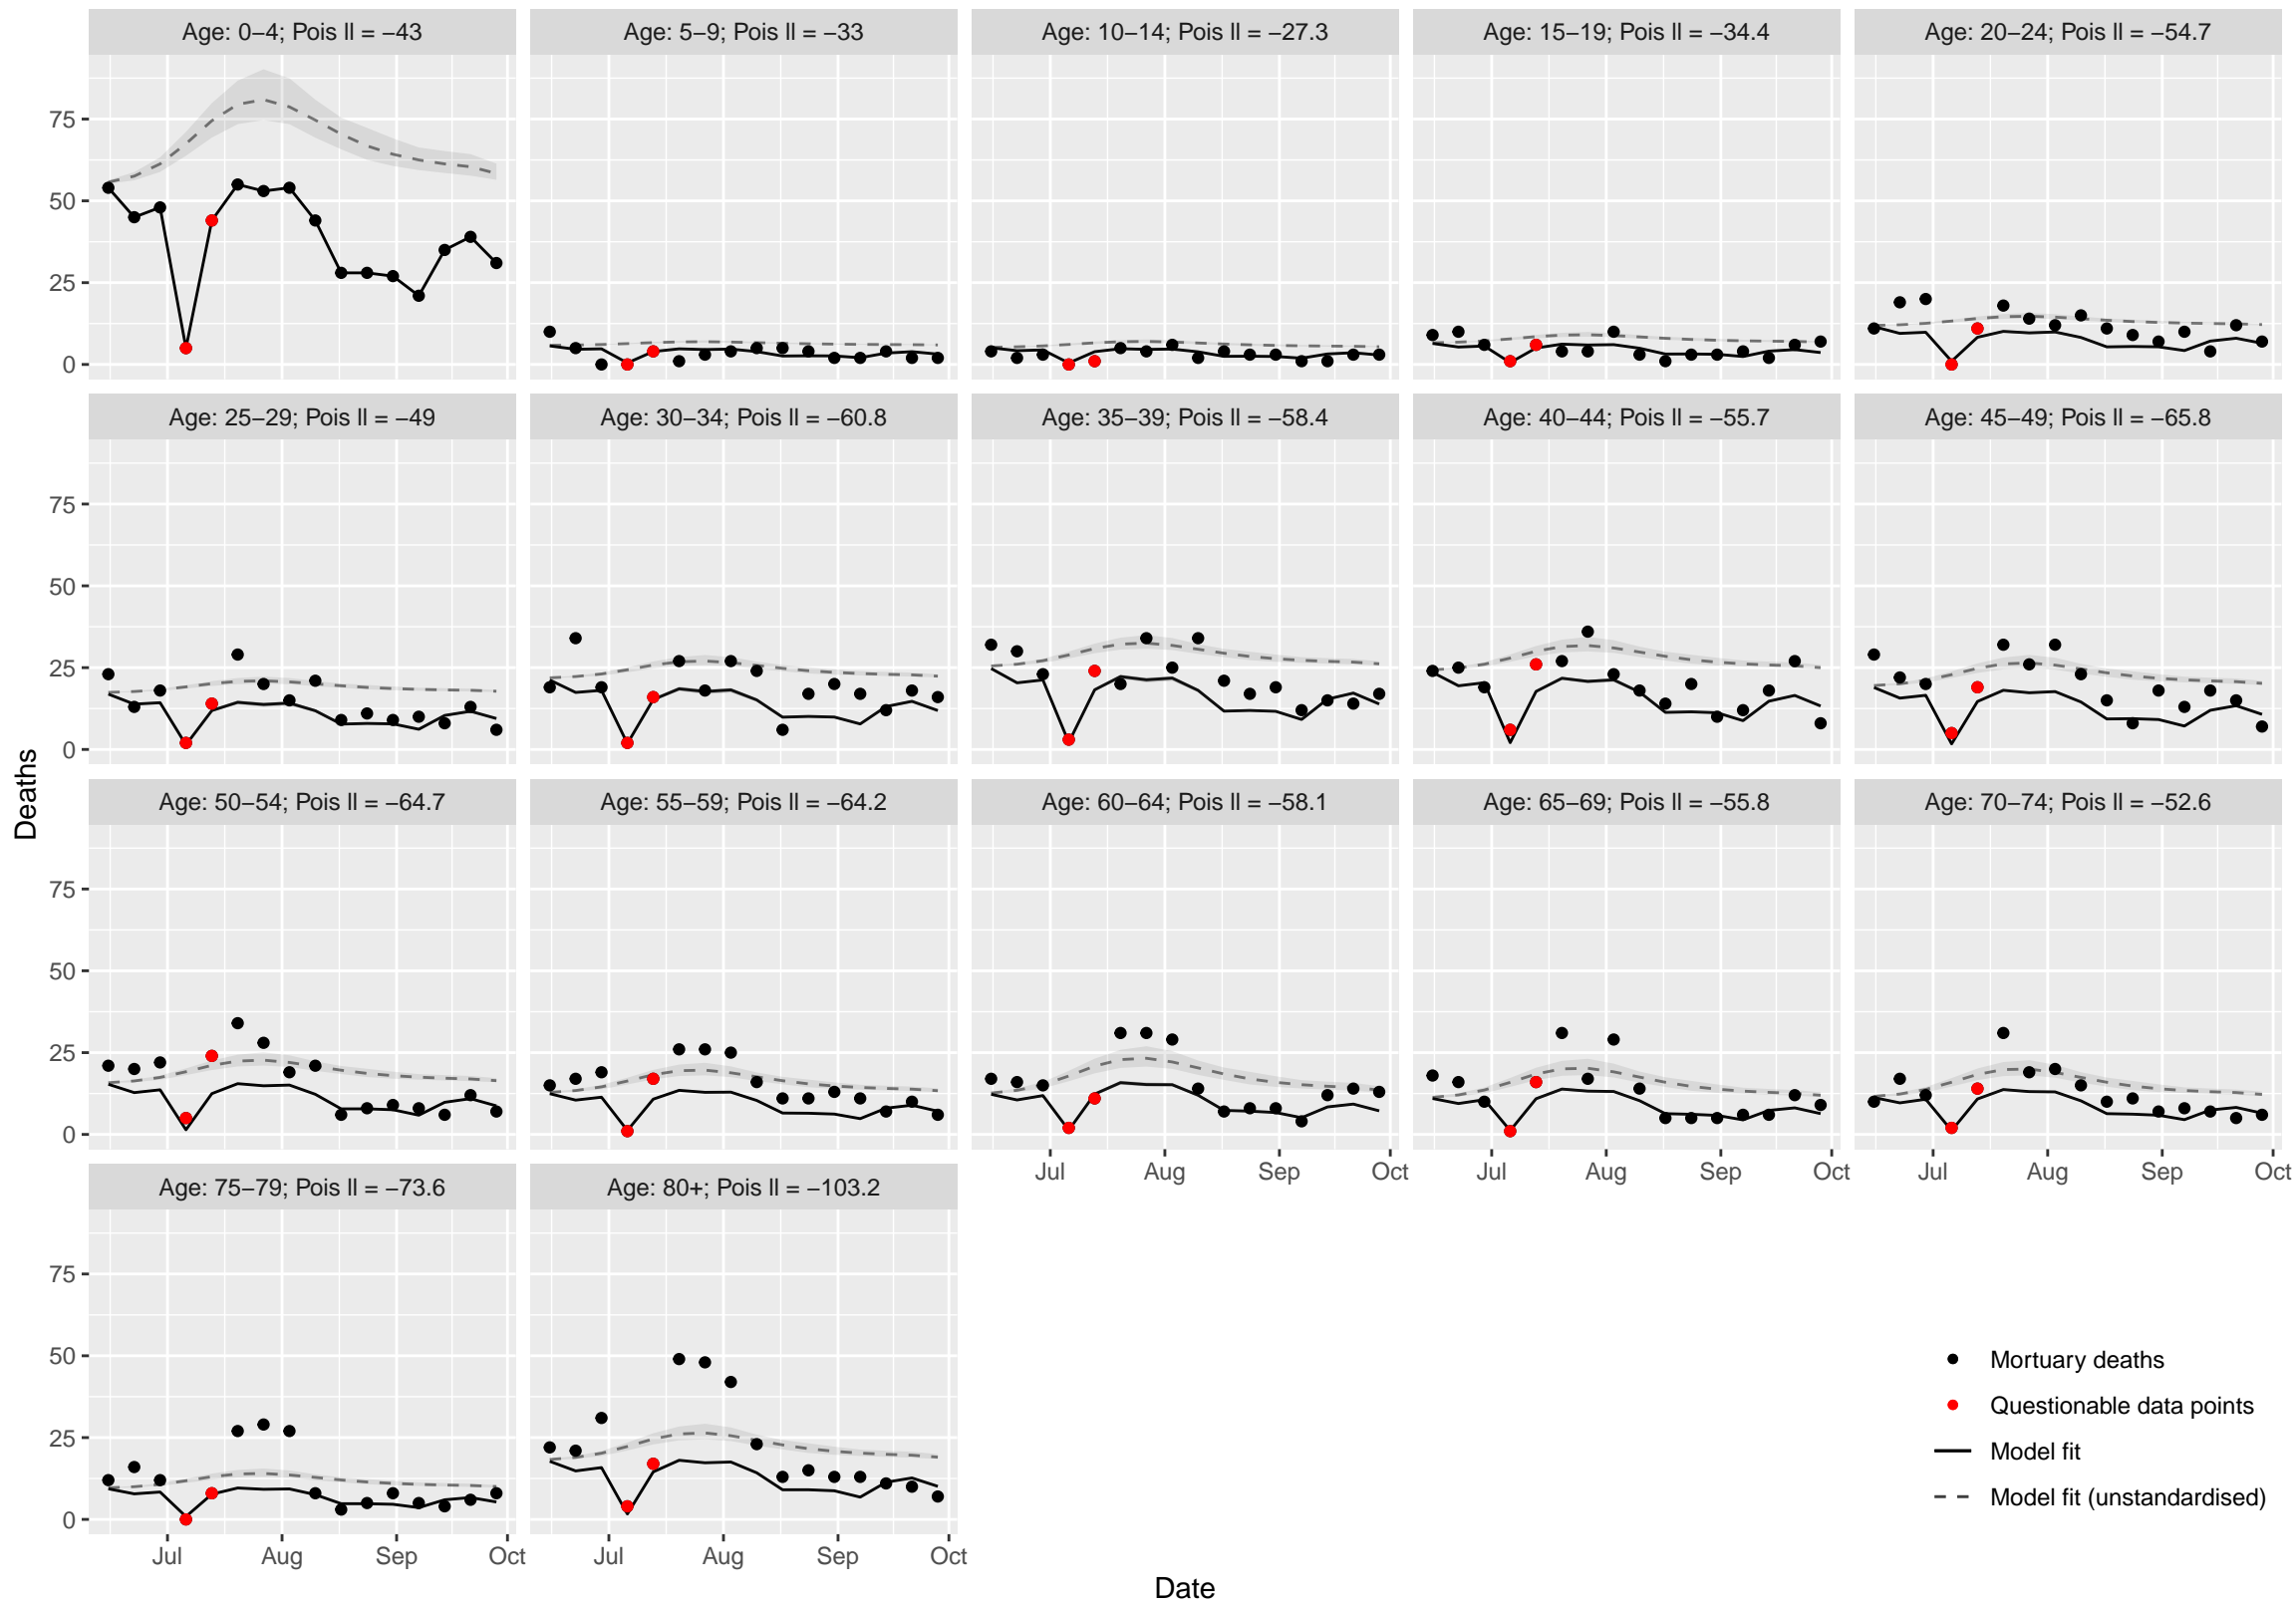 Age: 0−4; Pois ll = −43
Age: 5−9; Pois ll = −33
Age: 10−14; Pois ll = −27.3
Age: 15−19; Pois ll = −34.4
Age: 20−24; Pois ll = −54.7
75
50
25
0
Age: 25−29; Pois ll = −49
Age: 30−34; Pois ll = −60.8
Age: 35−39; Pois ll = −58.4
Age: 40−44; Pois ll = −55.7
Age: 45−49; Pois ll = −65.8
75
50
25
0
Deaths
Age: 50−54; Pois ll = −64.7
Age: 55−59; Pois ll = −64.2
Age: 60−64; Pois ll = −58.1
Age: 65−69; Pois ll = −55.8
Age: 70−74; Pois ll = −52.6
75
50
25
0
Jul Aug Sep Oct
Jul Aug Sep Oct
Jul Aug Sep Oct
Age: 75−79; Pois ll = −73.6
Age: 80+; Pois ll = −103.2
75
50
25
0
Jul Aug Sep Oct
Jul Aug Sep Oct
Mortuary deaths
Questionable data points
Model fit
Model fit (unstandardised)
Date